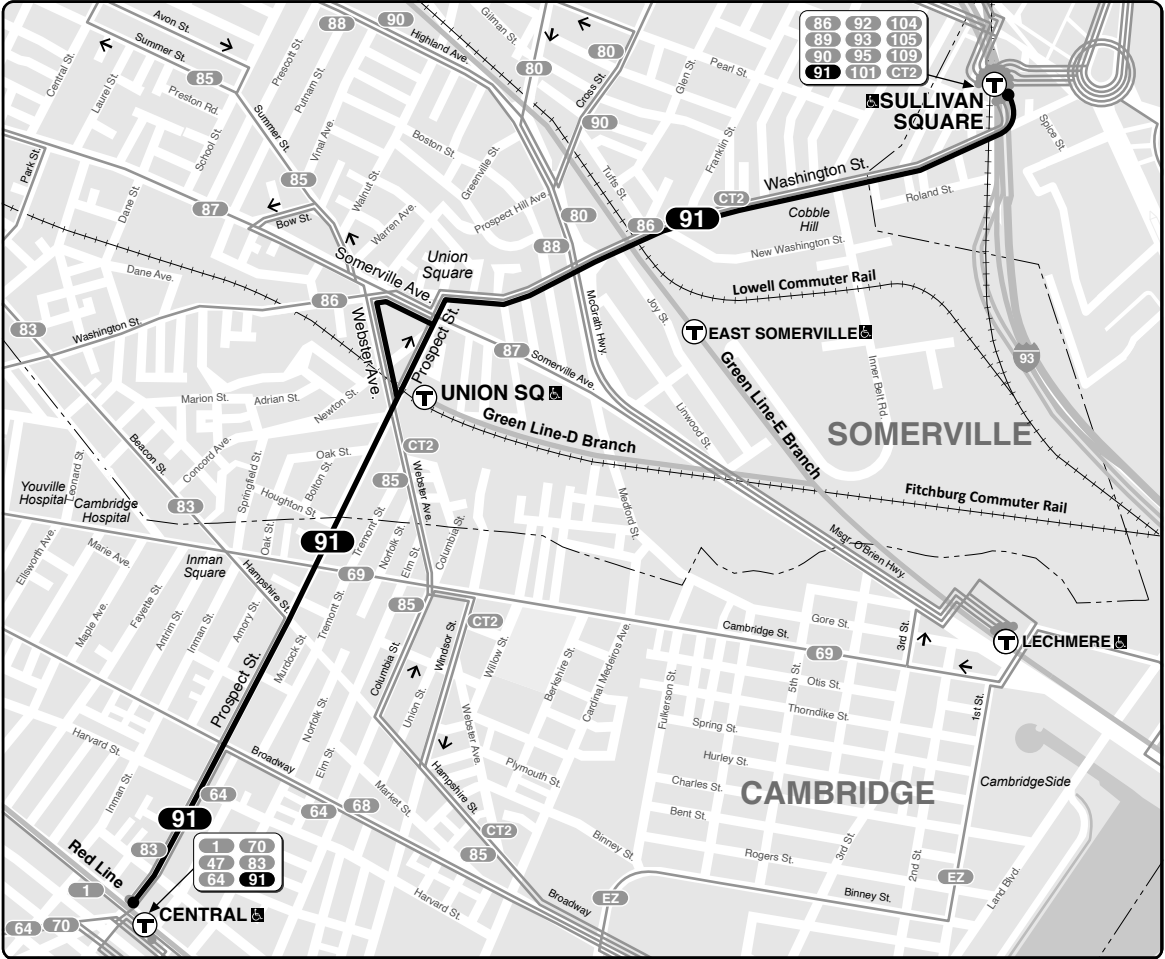 88
90
Avon St.
Gilman St.
Summer St.
Highland Ave.
80
86 92 104
89 93 105
90 95 109
91 101 CT2
Central St.
Laurel St.
85
Prescott St.
Putnam St.
80
Cross St.
Glen St.
Pearl St.
T
SULLIVAN
SQUARE
Preston Rd.
School St.
Summer St.
Vinal Ave.
Boston St.
90
Franklin St.
Spice St.
Park St.
Greenville St.
Tufts St.
Washington St.
Dane St.
85
Walnut St.
Warren Ave.
Prospect Hill Ave.
CT2
Roland St.
87
Bow St.
80
86
91
Cobble
Hill
Somerville Ave.
Union
Square
88
New Washington St.
Dane Ave.
Lowell Commuter Rail
86
83
Washington St.
Webster Ave.
Prospect St.
McGrath Hwy.
Joy St.
T
EAST SOMERVILLE
87
Somerville Ave.
93
Inner Belt Rd.
Marion St.
Adrian St.
Newton St.
T
UNION SQ
Green Line-D Branch
Linwood St.
Green Line-E Branch
SOMERVILLE
Beacon St.
Concord Ave.
Oak St.
CT2
Leonard St.
Springfield St.
Bolton St.
85
Webster Ave.
Youville
Hospital
Cambridge
Hospital
83
Houghton St.
Medford St.
Fitchburg Commuter Rail
Ellsworth Ave.
Marie Ave.
Inman
Square
Oak St.
91
Tremont St.
Norfolk St.
Elm St.
Columbia St.
Msgr. O'Brien Hwy.
69
Hampshire St.
Maple Ave.
Fayette St.
Antrim St.
Inman St.
Amory St.
Tremont St.
85
CT2
Cambridge St.
Gore St.
3rd St.
T
LECHMERE
Murdock St.
Columbia St.
Windsor St.
Willow St.
Berkshire St.
Cardinal Medeiros Ave.
69
Prospect St.
Norfolk St.
Union St.
Webster Ave.
Fulkerson St.
5th St.
Otis St.
Thorndike St.
1st St.
Harvard St.
Broadway
Elm St.
Spring St.
Hurley St.
Inman St.
Hampshire St.
Plymouth St.
Charles St.
CAMBRIDGE
CambridgeSide
64
64
68
Market St.
Bent St.
91
CT2
Binney St.
83
85
Rogers St.
3rd St.
2nd St.
Red Line
1 70
47 83
64 91
1
EZ
Binney St.
EZ
Land Blvd.
Harvard St.
Broadway
64
70
T
CENTRAL